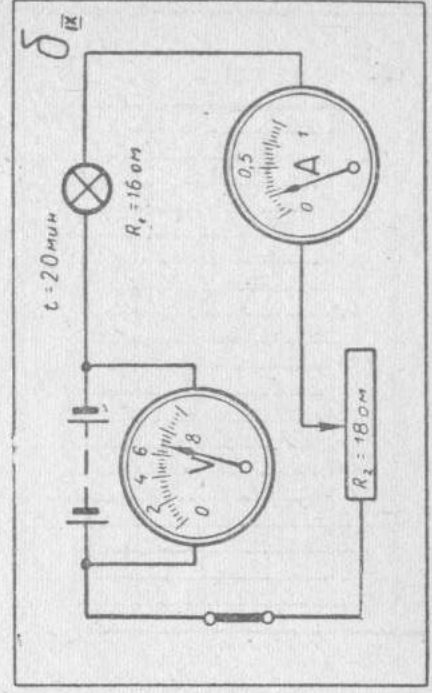 б IX
t = 20 мин
R₁ = 16 ом
0 2 4 6 8
V
0 0,5 1
A
R₂ = 18 ом